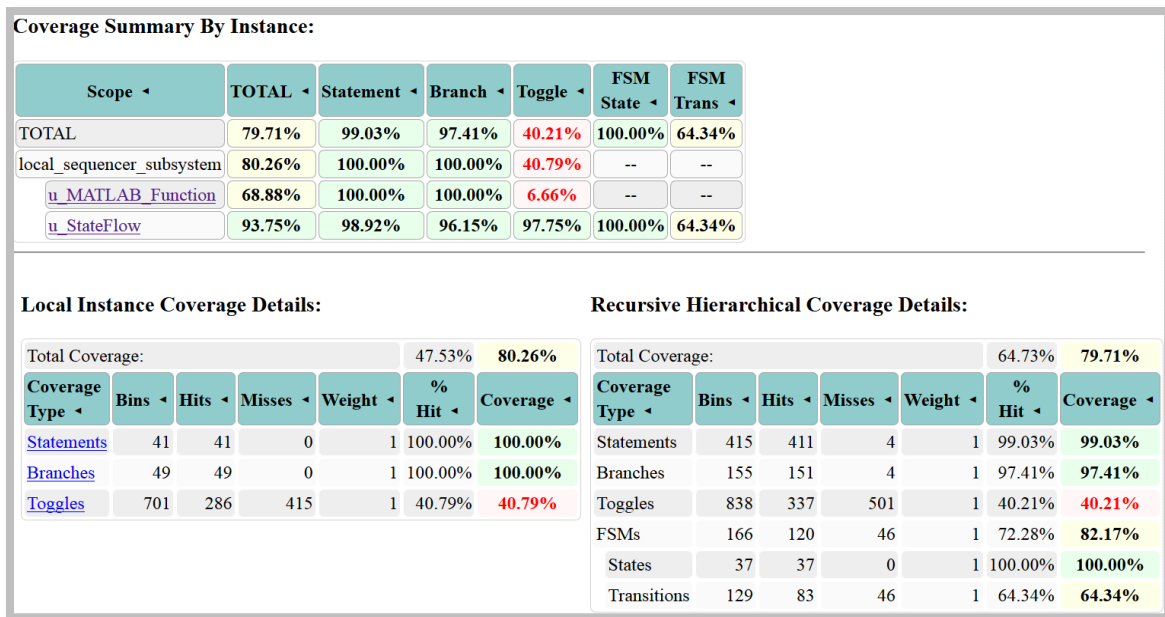 Coverage Summary By Instance:
Scope ◄ TOTAL ◄ Statement ◄ Branch ◄ Toggle ◄ FSM State ◄ FSM Trans ◄
TOTAL 79.71% 99.03% 97.41% 40.21% 100.00% 64.34%
local_sequencer_subsystem 80.26% 100.00% 100.00% 40.79% -- --
u_MATLAB_Function 68.88% 100.00% 100.00% 6.66% -- --
u_StateFlow 93.75% 98.92% 96.15% 97.75% 100.00% 64.34%
Local Instance Coverage Details:
Total Coverage: 47.53% 80.26%
Coverage Type ◄ Bins ◄ Hits ◄ Misses ◄ Weight ◄ % Hit ◄ Coverage ◄
Statements 41 41 0 1 100.00% 100.00%
Branches 49 49 0 1 100.00% 100.00%
Toggles 701 286 415 1 40.79% 40.79%
Recursive Hierarchical Coverage Details:
Total Coverage: 64.73% 79.71%
Coverage Type ◄ Bins ◄ Hits ◄ Misses ◄ Weight ◄ % Hit ◄ Coverage ◄
Statements 415 411 4 1 99.03% 99.03%
Branches 155 151 4 1 97.41% 97.41%
Toggles 838 337 501 1 40.21% 40.21%
FSMs 166 120 46 1 72.28% 82.17%
States 37 37 0 1 100.00% 100.00%
Transitions 129 83 46 1 64.34% 64.34%